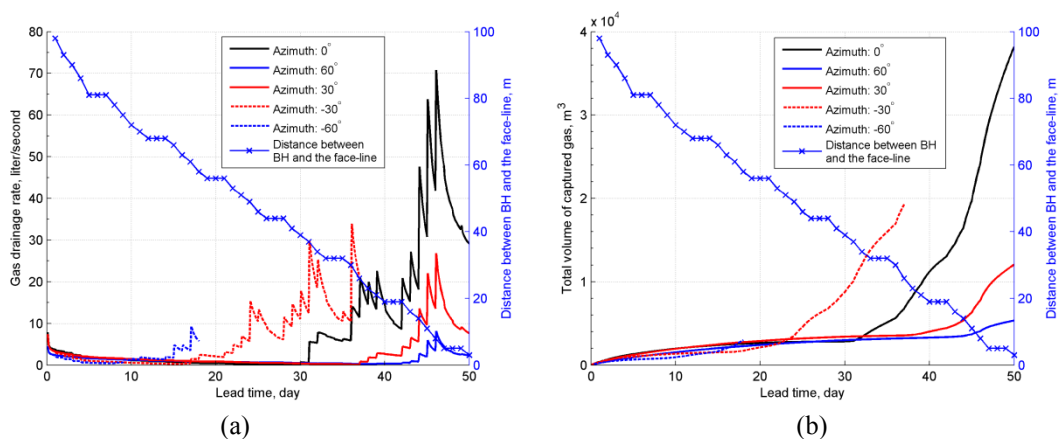 80
70
60
50
40
30
20
10
0
Gas drainage rate, liter/second
Azimuth: 0°
Azimuth: 60°
Azimuth: 30°
Azimuth: -30°
Azimuth: -60°
Distance between
BH and the face-line
100
80
60
40
20
0
Distance between BH and the face-line, m
0 10 20 30 40 50
Lead time, day
(a)
x 10⁴
4
3
2
1
0
Total volume of captured gas, m³
Azimuth: 0°
Azimuth: 60°
Azimuth: 30°
Azimuth: -30°
Azimuth: -60°
Distance between BH
and the face-line
100
80
60
40
20
0
Distance between BH and the face-line, m
0 10 20 30 40 50
Lead time, day
(b)